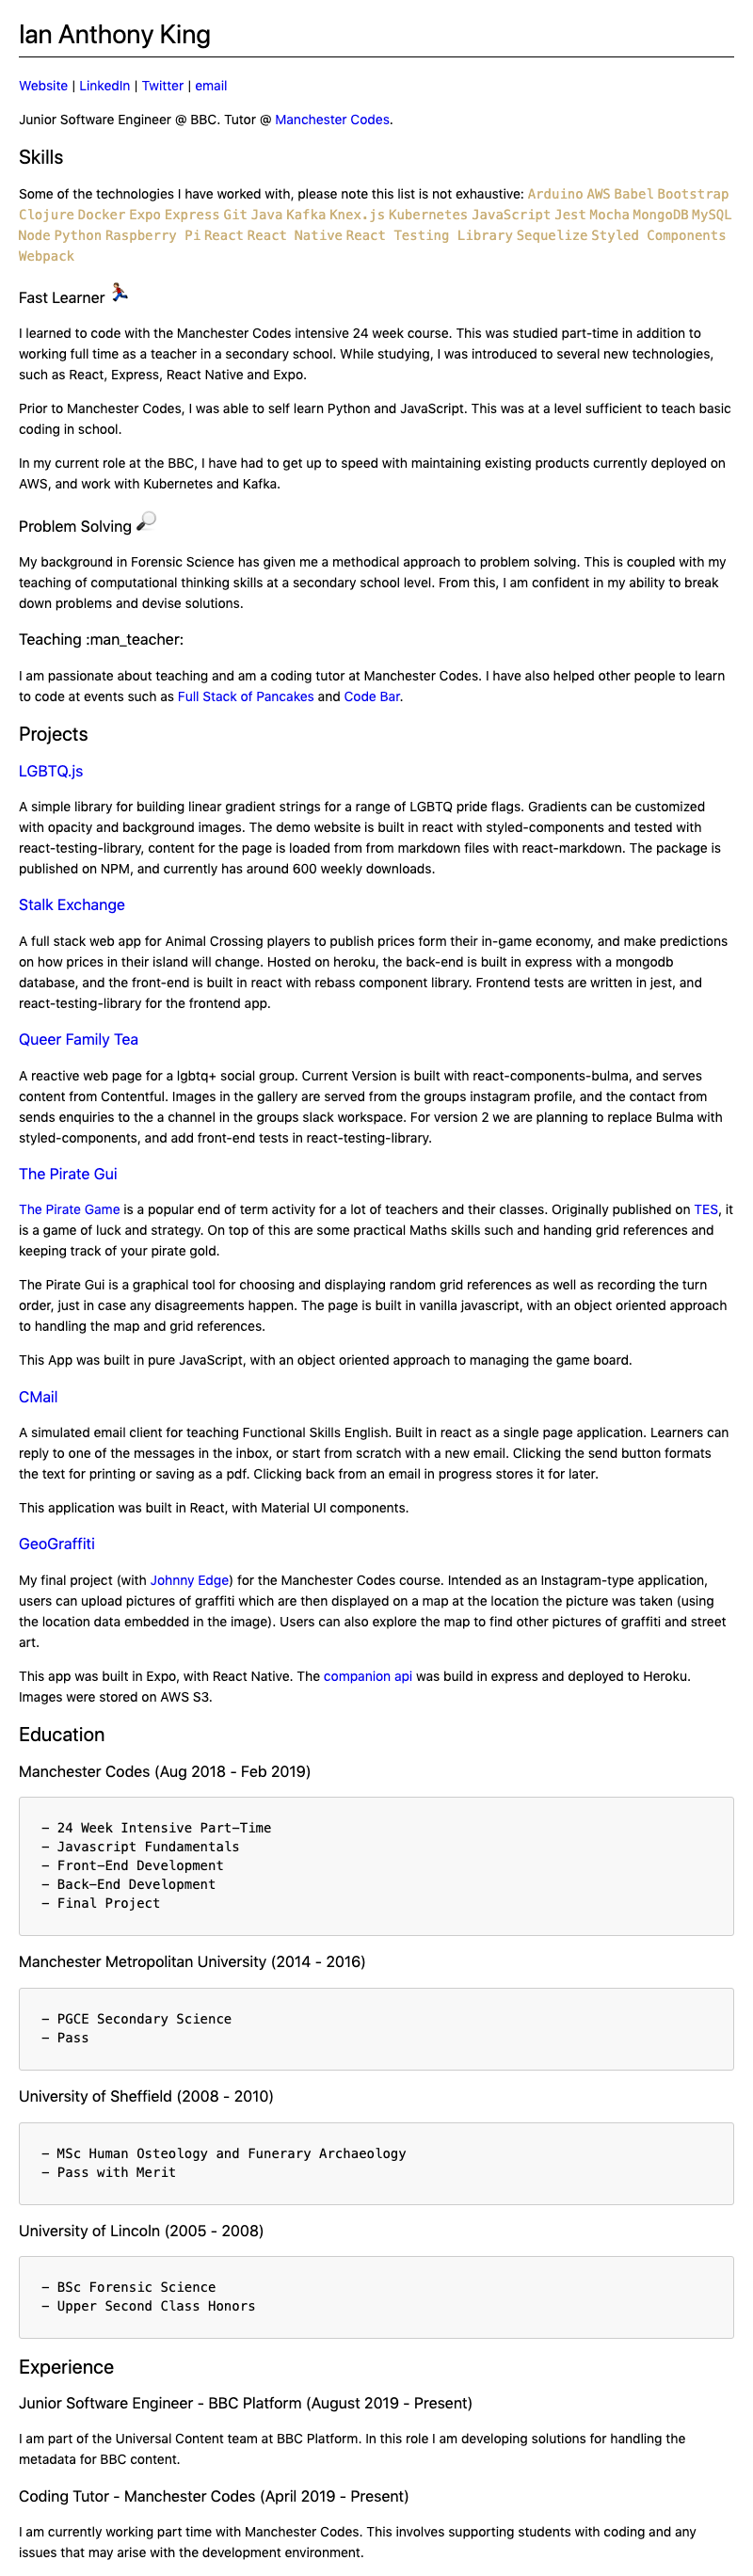 Ian Anthony King
Website | LinkedIn | Twitter | email
Junior Software Engineer @ BBC. Tutor @ Manchester Codes.
Skills
Some of the technologies I have worked with, please note this list is not exhaustive: Arduino AWS Babel Bootstrap
Clojure Docker Expo Express Git Java Kafka Knex.js Kubernetes JavaScript Jest Mocha MongoDB MySQL
Node Python Raspberry Pi React React Native React Testing Library Sequelize Styled Components
Webpack
Fast Learner 🏃
I learned to code with the Manchester Codes intensive 24 week course. This was studied part-time in addition to
working full time as a teacher in a secondary school. While studying, I was introduced to several new technologies,
such as React, Express, React Native and Expo.
Prior to Manchester Codes, I was able to self learn Python and JavaScript. This was at a level sufficient to teach basic
coding in school.
In my current role at the BBC, I have had to get up to speed with maintaining existing products currently deployed on
AWS, and work with Kubernetes and Kafka.
Problem Solving 🔎
My background in Forensic Science has given me a methodical approach to problem solving. This is coupled with my
teaching of computational thinking skills at a secondary school level. From this, I am confident in my ability to break
down problems and devise solutions.
Teaching :man_teacher:
I am passionate about teaching and am a coding tutor at Manchester Codes. I have also helped other people to learn
to code at events such as Full Stack of Pancakes and Code Bar.
Projects
LGBTQ.js
A simple library for building linear gradient strings for a range of LGBTQ pride flags. Gradients can be customized
with opacity and background images. The demo website is built in react with styled-components and tested with
react-testing-library, content for the page is loaded from from markdown files with react-markdown. The package is
published on NPM, and currently has around 600 weekly downloads.
Stalk Exchange
A full stack web app for Animal Crossing players to publish prices form their in-game economy, and make predictions
on how prices in their island will change. Hosted on heroku, the back-end is built in express with a mongodb
database, and the front-end is built in react with rebass component library. Frontend tests are written in jest, and
react-testing-library for the frontend app.
Queer Family Tea
A reactive web page for a lgbtq+ social group. Current Version is built with react-components-bulma, and serves
content from Contentful. Images in the gallery are served from the groups instagram profile, and the contact from
sends enquiries to the a channel in the groups slack workspace. For version 2 we are planning to replace Bulma with
styled-components, and add front-end tests in react-testing-library.
The Pirate Gui
The Pirate Game is a popular end of term activity for a lot of teachers and their classes. Originally published on TES, it
is a game of luck and strategy. On top of this are some practical Maths skills such and handing grid references and
keeping track of your pirate gold.
The Pirate Gui is a graphical tool for choosing and displaying random grid references as well as recording the turn
order, just in case any disagreements happen. The page is built in vanilla javascript, with an object oriented approach
to handling the map and grid references.
This App was built in pure JavaScript, with an object oriented approach to managing the game board.
CMail
A simulated email client for teaching Functional Skills English. Built in react as a single page application. Learners can
reply to one of the messages in the inbox, or start from scratch with a new email. Clicking the send button formats
the text for printing or saving as a pdf. Clicking back from an email in progress stores it for later.
This application was built in React, with Material UI components.
GeoGraffiti
My final project (with Johnny Edge) for the Manchester Codes course. Intended as an Instagram-type application,
users can upload pictures of graffiti which are then displayed on a map at the location the picture was taken (using
the location data embedded in the image). Users can also explore the map to find other pictures of graffiti and street
art.
This app was built in Expo, with React Native. The companion api was build in express and deployed to Heroku.
Images were stored on AWS S3.
Education
Manchester Codes (Aug 2018 - Feb 2019)
- 24 Week Intensive Part-Time
- Javascript Fundamentals
- Front-End Development
- Back-End Development
- Final Project
Manchester Metropolitan University (2014 - 2016)
- PGCE Secondary Science
- Pass
University of Sheffield (2008 - 2010)
- MSc Human Osteology and Funerary Archaeology
- Pass with Merit
University of Lincoln (2005 - 2008)
- BSc Forensic Science
- Upper Second Class Honors
Experience
Junior Software Engineer - BBC Platform (August 2019 - Present)
I am part of the Universal Content team at BBC Platform. In this role I am developing solutions for handling the
metadata for BBC content.
Coding Tutor - Manchester Codes (April 2019 - Present)
I am currently working part time with Manchester Codes. This involves supporting students with coding and any
issues that may arise with the development environment.